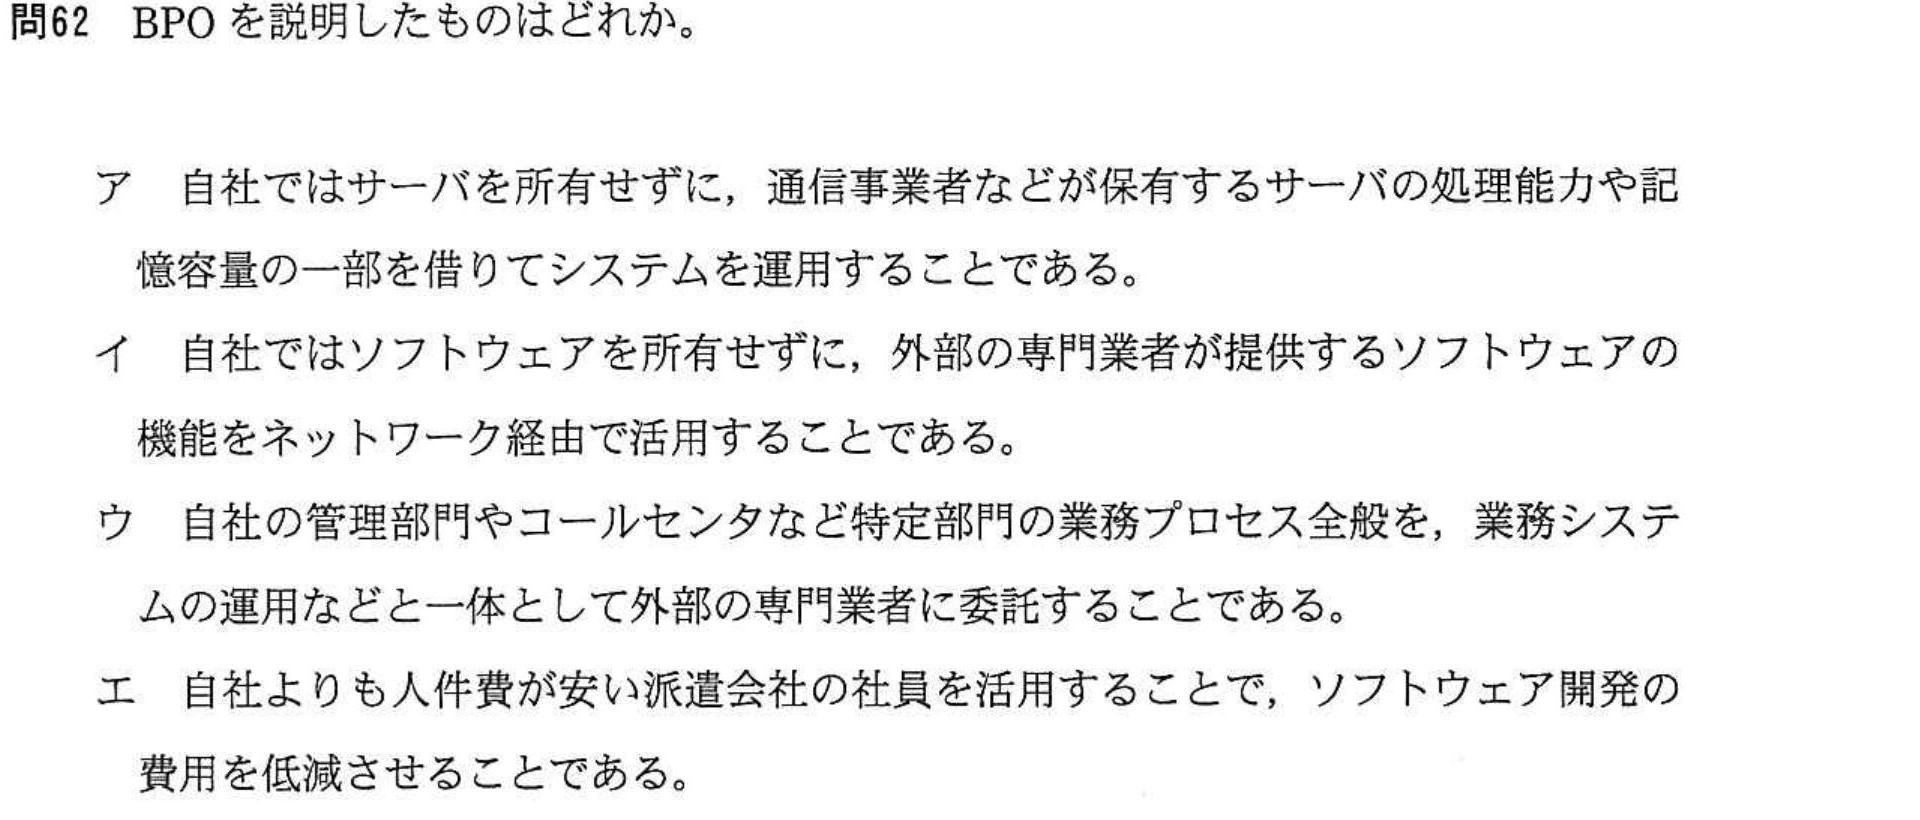 問62　BPO を説明したものはどれか。
ア　自社ではサーバを所有せずに，通信事業者などが保有するサーバの処理能力や記
憶容量の一部を借りてシステムを運用することである。
イ　自社ではソフトウェアを所有せずに，外部の専門業者が提供するソフトウェアの
機能をネットワーク経由で活用することである。
ウ　自社の管理部門やコールセンタなど特定部門の業務プロセス全般を，業務システ
ムの運用などと一体として外部の専門業者に委託することである。
エ　自社よりも人件費が安い派遣会社の社員を活用することで，ソフトウェア開発の
費用を低減させることである。